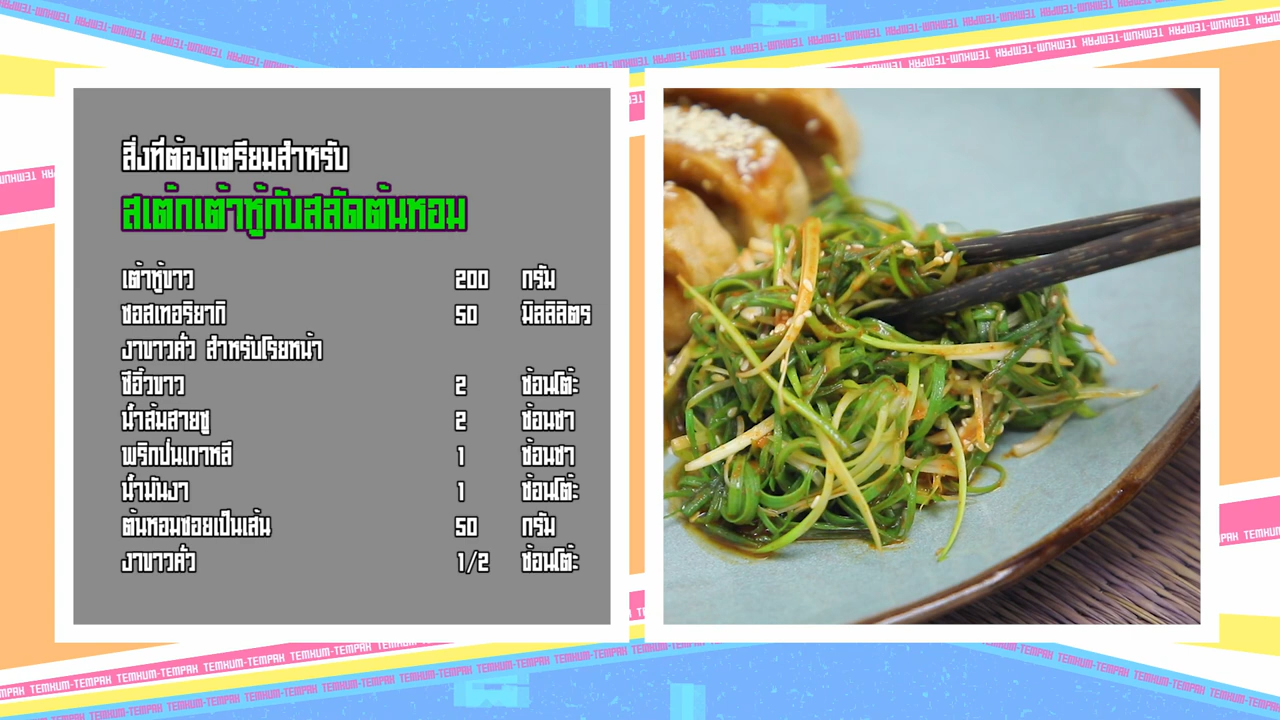 สิ่งที่ต้องเตรียมสำหรับ
สเต้กเต้าหู้กับสลัดต้นหอม
เต้าหู้ขาว 200 กรัม
ซอสเทอริยากิ 50 มิลลิลิตร
งาขาวคั่ว สำหรับโรยหน้า
ซีอิ๊วขาว 2 ช้อนโต๊ะ
น้ำส้มสายชู 2 ช้อนชา
พริกป่นเกาหลี 1 ช้อนชา
น้ำมันงา 1 ช้อนโต๊ะ
ต้นหอมซอยเป็นเส้น 50 กรัม
งาขาวคั่ว 1/2 ช้อนโต๊ะ
TEMXUM-TEMPAX TEMXUM-TEMPAX TEMXUM-TEMPAX